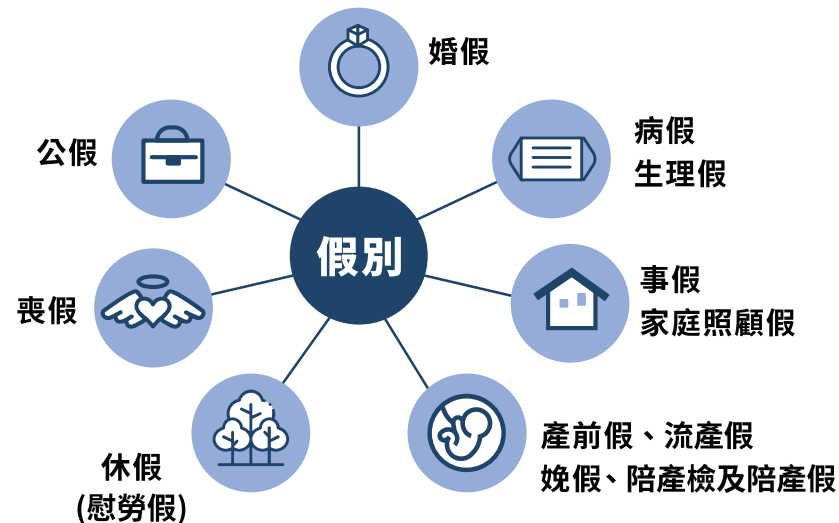 婚假
公假
病假
生理假
假別
事假
家庭照顧假
喪假
產前假、流產假
娩假、陪產檢及陪產假
休假
(慰勞假)